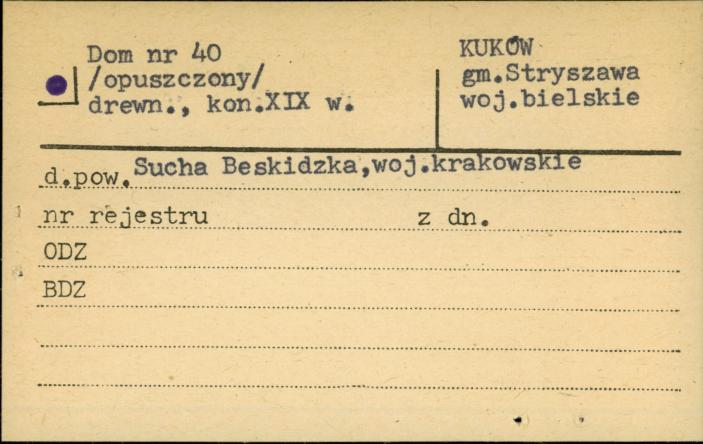 Dom nr 40
/opuszczony/
drewn., kon.XIX w.
KUKÓW
gm.Stryszawa
woj.bielskie
d.pow.Sucha Beskidzka,woj.krakowskie
nr rejestru z dn.
ODZ
BDZ